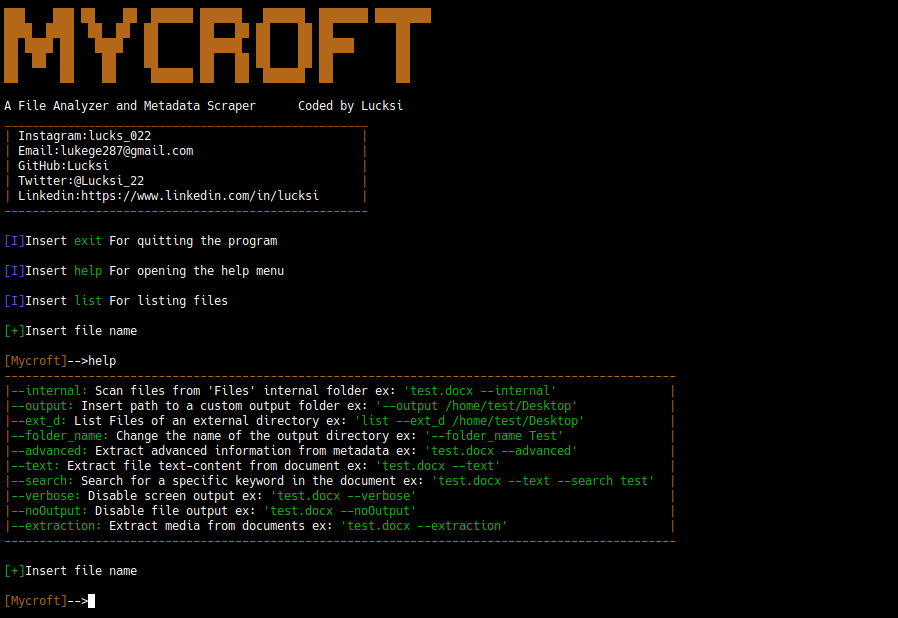 MYCROFT
A File Analyzer and Metadata Scraper      Coded by Lucksi
| Instagram:lucks_022 |
| Email:lukege287@gmail.com |
| GitHub:Lucksi |
| Twitter:@Lucksi_22 |
| Linkedin:https://www.linkedin.com/in/lucksi |
[I]Insert exit For quitting the program
[I]Insert help For opening the help menu
[I]Insert list For listing files
[+]Insert file name
[Mycroft]-->help
|--internal: Scan files from 'Files' internal folder ex: 'test.docx --internal' |
|--output: Insert path to a custom output folder ex: '--output /home/test/Desktop' |
|--ext_d: List Files of an external directory ex: 'list --ext_d /home/test/Desktop' |
|--folder_name: Change the name of the output directory ex: '--folder_name Test' |
|--advanced: Extract advanced information from metadata ex: 'test.docx --advanced' |
|--text: Extract file text-content from document ex: 'test.docx --text' |
|--search: Search for a specific keyword in the document ex: 'test.docx --text --search test' |
|--verbose: Disable screen output ex: 'test.docx --verbose' |
|--noOutput: Disable file output ex: 'test.docx --noOutput' |
|--extraction: Extract media from documents ex: 'test.docx --extraction' |
[+]Insert file name
[Mycroft]-->